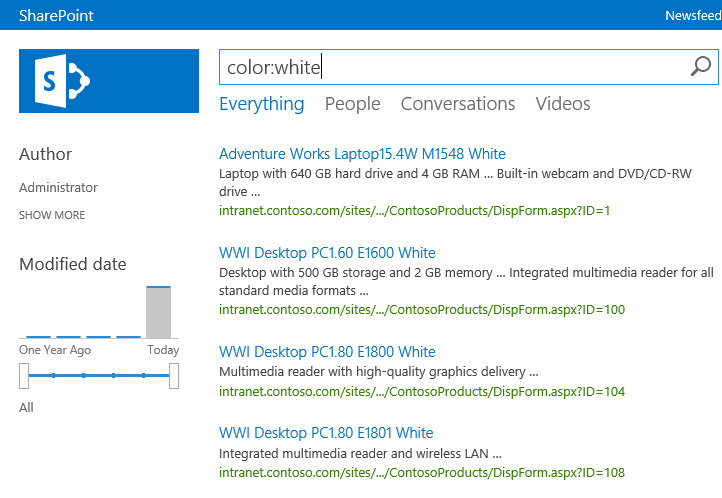 SharePoint
Newsfeed
S
color:white
Everything People Conversations Videos
Author
Administrator
SHOW MORE
Modified date
One Year Ago Today
All
Adventure Works Laptop15.4W M1548 White
Laptop with 640 GB hard drive and 4 GB RAM ... Built-in webcam and DVD/CD-RW
drive ...
intranet.contoso.com/sites/.../ContosoProducts/DispForm.aspx?ID=1
WWI Desktop PC1.60 E1600 White
Desktop with 500 GB storage and 2 GB memory ... Integrated multimedia reader for all
standard media formats ...
intranet.contoso.com/sites/.../ContosoProducts/DispForm.aspx?ID=100
WWI Desktop PC1.80 E1800 White
Multimedia reader with high-quality graphics delivery ...
intranet.contoso.com/sites/.../ContosoProducts/DispForm.aspx?ID=104
WWI Desktop PC1.80 E1801 White
Integrated multimedia reader and wireless LAN ...
intranet.contoso.com/sites/.../ContosoProducts/DispForm.aspx?ID=108